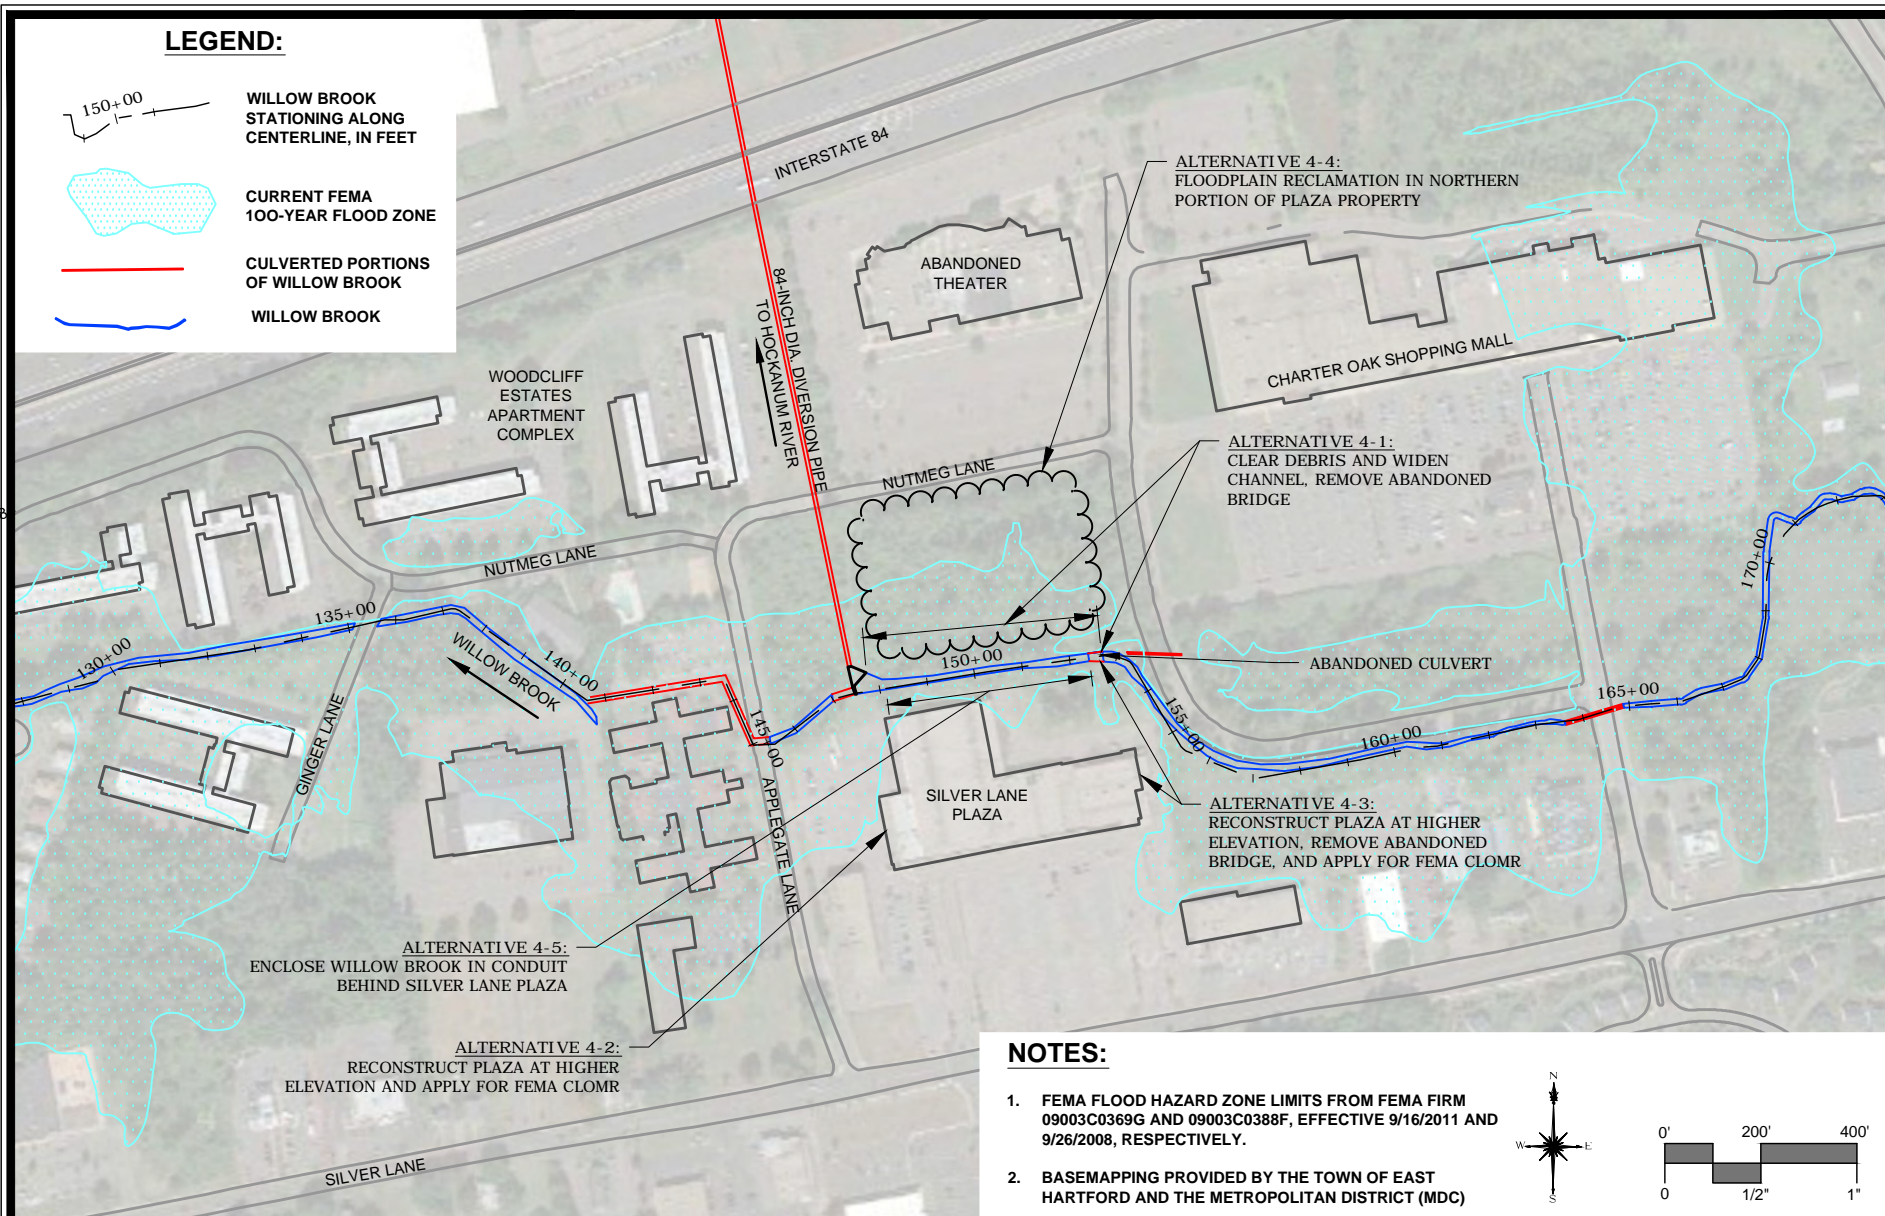 LEGEND:
150+00
WILLOW BROOK
STATIONING ALONG
CENTERLINE, IN FEET
CURRENT FEMA
100-YEAR FLOOD ZONE
CULVERTED PORTIONS
OF WILLOW BROOK
WILLOW BROOK
INTERSTATE 84
ALTERNATIVE 4-4:
FLOODPLAIN RECLAMATION IN NORTHERN
PORTION OF PLAZA PROPERTY
ABANDONED
THEATER
84-INCH DIA. DIVERSION PIPE
TO HOCKANUM RIVER
CHARTER OAK SHOPPING MALL
WOODCLIFF
ESTATES
APARTMENT
COMPLEX
ALTERNATIVE 4-1:
CLEAR DEBRIS AND WIDEN
CHANNEL, REMOVE ABANDONED
BRIDGE
NUTMEG LANE
NUTMEG LANE
130+00
135+00
140+00
145+00
150+00
155+00
160+00
165+00
170+00
WILLOW BROOK
ABANDONED CULVERT
GINGER LANE
APPLEGATE LANE
SILVER LANE
PLAZA
ALTERNATIVE 4-3:
RECONSTRUCT PLAZA AT HIGHER
ELEVATION, REMOVE ABANDONED
BRIDGE, AND APPLY FOR FEMA CLOMR
ALTERNATIVE 4-5:
ENCLOSE WILLOW BROOK IN CONDUIT
BEHIND SILVER LANE PLAZA
ALTERNATIVE 4-2:
RECONSTRUCT PLAZA AT HIGHER
ELEVATION AND APPLY FOR FEMA CLOMR
SILVER LANE
NOTES:
1. FEMA FLOOD HAZARD ZONE LIMITS FROM FEMA FIRM
09003C0369G AND 09003C0388F, EFFECTIVE 9/16/2011 AND
9/26/2008, RESPECTIVELY.
2. BASEMAPPING PROVIDED BY THE TOWN OF EAST
HARTFORD AND THE METROPOLITAN DISTRICT (MDC)
N
W E
S
0' 200' 400'
0 1/2" 1"